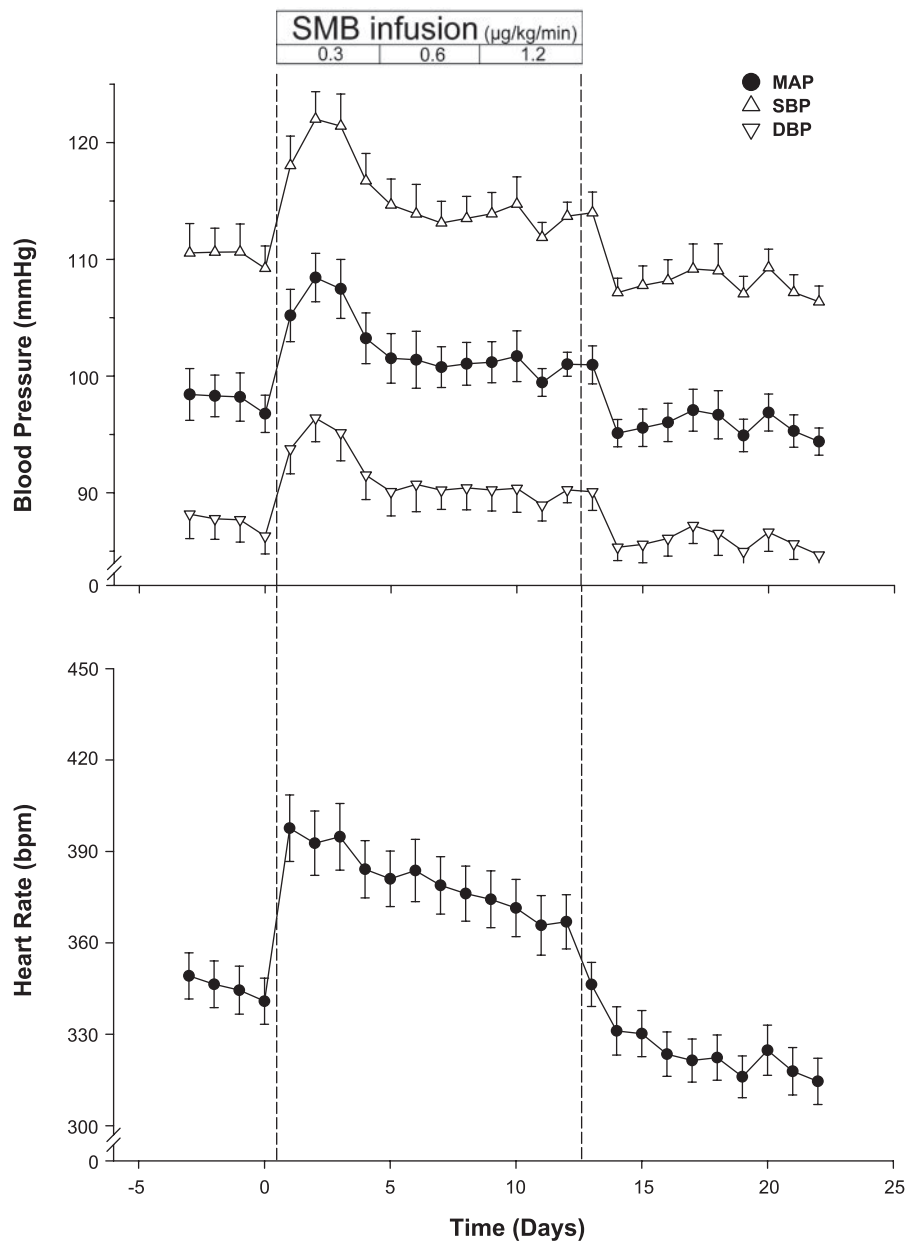 SMB infusion (µg/kg/min)
0.3 0.6 1.2
MAP
SBP
DBP
120
110
100
90
0
Blood Pressure (mmHg)
450
420
390
360
330
300
0
Heart Rate (bpm)
-5 0 5 10 15 20 25
Time (Days)